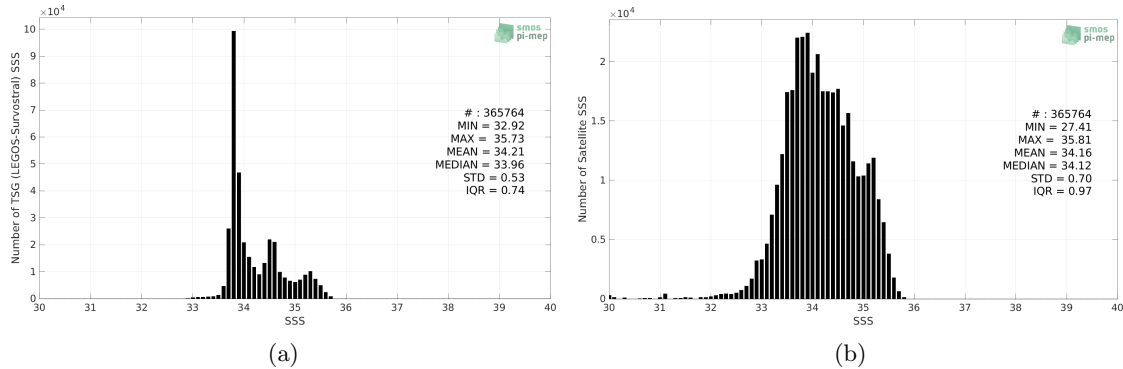 ×10⁴
10
9
8
7
6
5
4
3
2
1
0
Number of TSG (LEGOS-Survostral) SSS
smos
pi-mep
# : 365764
MIN = 32.92
MAX = 35.73
MEAN = 34.21
MEDIAN = 33.96
STD = 0.53
IQR = 0.74
30 31 32 33 34 35 36 37 38 39 40
SSS
(a)
×10⁴
2
1.5
1
0.5
0
Number of Satellite SSS
smos
pi-mep
# : 365764
MIN = 27.41
MAX = 35.81
MEAN = 34.16
MEDIAN = 34.12
STD = 0.70
IQR = 0.97
30 31 32 33 34 35 36 37 38 39 40
SSS
(b)